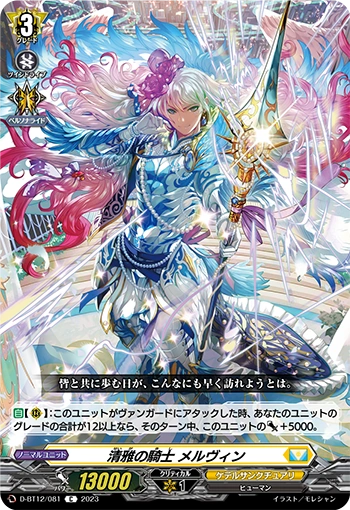 3
グレード
ツインドライブ
ペルソナライド
皆と共に歩む日が、こんなにも早く訪れようとは。
自【R】:このユニットがヴァンガードにアタックした時、あなたのユニットの
グレードの合計が12以上なら、そのターン中、このユニットの+5000。
ノーマルユニット
清雅の騎士 メルヴィン
パワー 13000
クリティカル
1
ケテルサンクチュアリ
ヒューマン
D-BT12/081 C 2023
イラスト/モレシャン